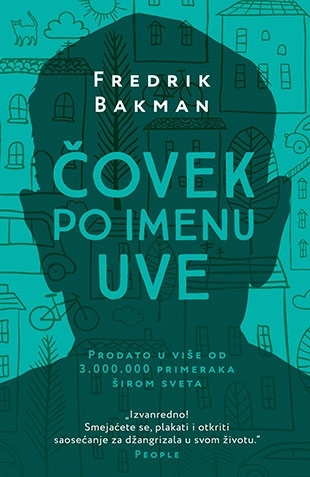 FREDRIK
BAKMAN
ČOVEK
PO IMENU
UVE
PRODATO U VIŠE OD
3.000.000 PRIMERAKA
ŠIROM SVETA
„Izvanredno!
Smejaćete se, plakati i otkriti
saosećanje za džangrizala u svom životu.“
PEOPLE